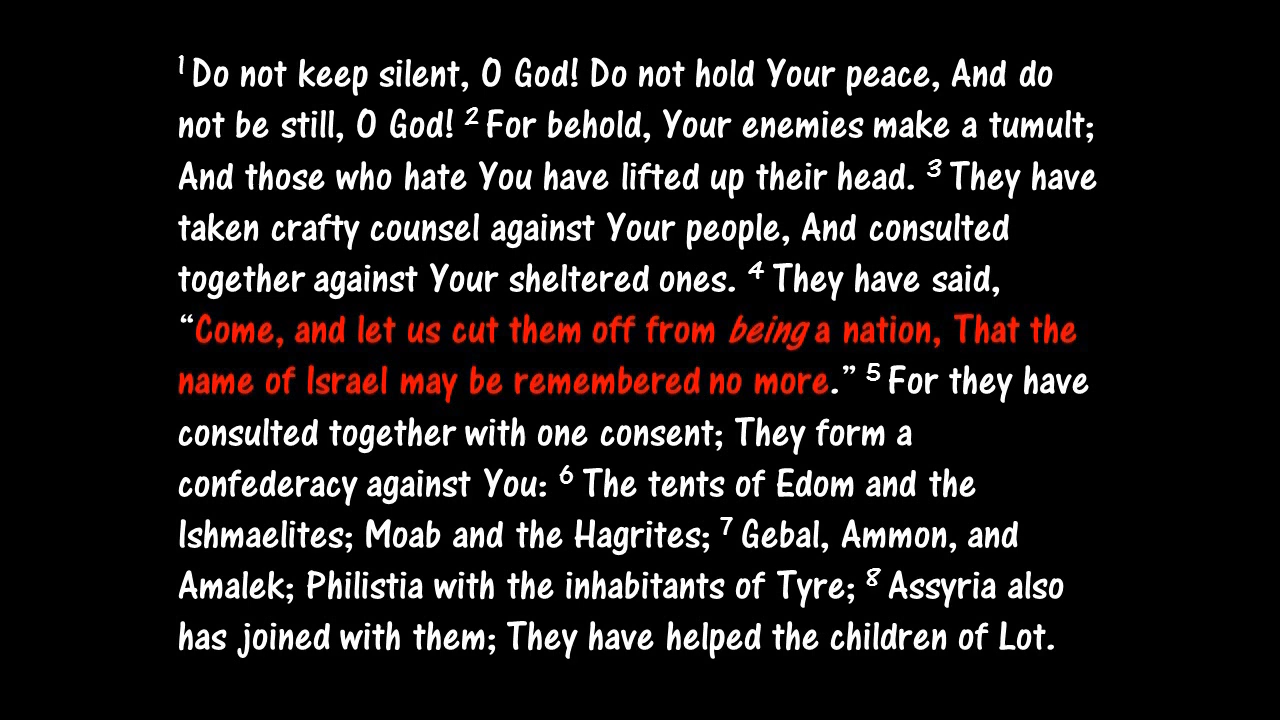 1 Do not keep silent, O God! Do not hold Your peace, And do
not be still, O God! 2 For behold, Your enemies make a tumult;
And those who hate You have lifted up their head. 3 They have
taken crafty counsel against Your people, And consulted
together against Your sheltered ones. 4 They have said,
“Come, and let us cut them off from being a nation, That the
name of Israel may be remembered no more.” 5 For they have
consulted together with one consent; They form a
confederacy against You: 6 The tents of Edom and the
Ishmaelites; Moab and the Hagrites; 7 Gebal, Ammon, and
Amalek; Philistia with the inhabitants of Tyre; 8 Assyria also
has joined with them; They have helped the children of Lot.